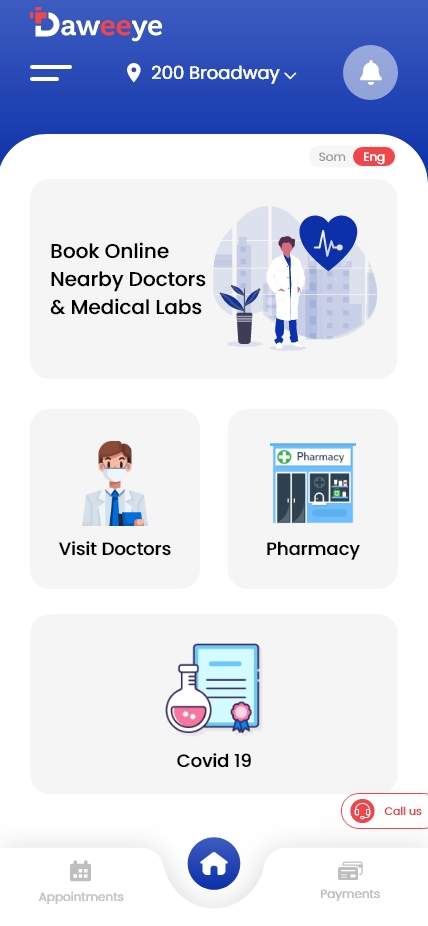 Daweeye
200 Broadway
Som Eng
Book Online
Nearby Doctors
& Medical Labs
Pharmacy
Visit Doctors
Pharmacy
Covid 19
Call us
Appointments
Payments